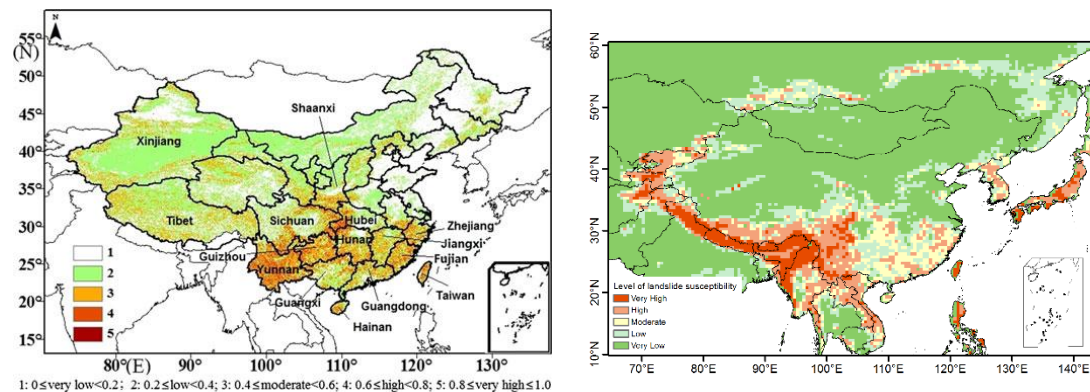 N
(N)
55°
50°
45°
40°
35°
30°
25°
20°
15°
Shaanxi
Xinjiang
Tibet
Sichuan
Hubei
Hunan
Zhejiang
Jiangxi
Fujian
Guizhou
Yunnan
Guangxi
Guangdong
Taiwan
Hainan
1
2
3
4
5
80° 90° (E) 100° 110° 120° 130°
1: 0≤very low<0.2; 2: 0.2≤low<0.4; 3: 0.4≤moderate<0.6; 4: 0.6≤high<0.8; 5: 0.8≤very high≤1.0
60°N
50°N
40°N
30°N
20°N
10°N
Level of landslide susceptibility
Very High
High
Moderate
Low
Very Low
70°E 80°E 90°E 100°E 110°E 120°E 130°E 140°E